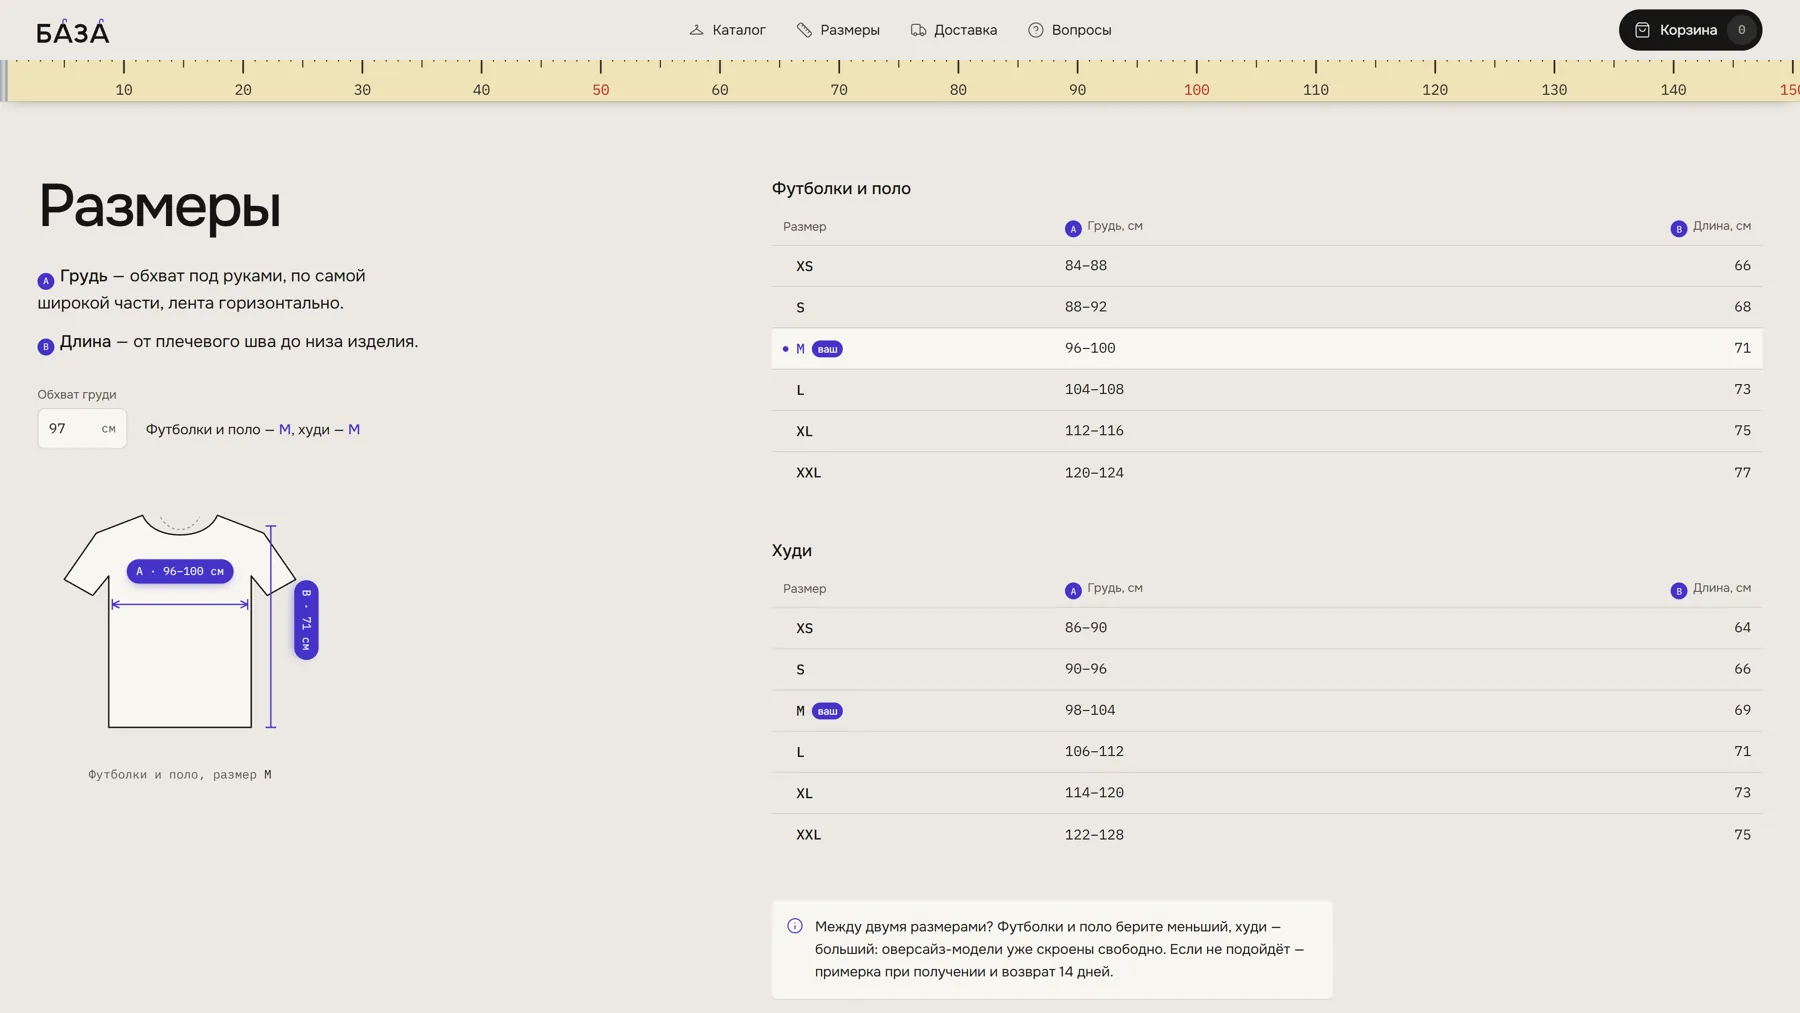 БАЗА
Каталог
Размеры
Доставка
Вопросы
Корзина 0
10 20 30 40 50 60 70 80 90 100 110 120 130 140 150
Размеры
A Грудь — обхват под руками, по самой
широкой части, лента горизонтально.
B Длина — от плечевого шва до низа изделия.
Обхват груди
97 см
Футболки и поло — M, худи — M
A · 96–100 см
B · 71 см
Футболки и поло, размер M
Футболки и поло
Размер A Грудь, см B Длина, см
XS 84–88 66
S 88–92 68
M ваш 96–100 71
L 104–108 73
XL 112–116 75
XXL 120–124 77
Худи
Размер A Грудь, см B Длина, см
XS 86–90 64
S 90–96 66
M ваш 98–104 69
L 106–112 71
XL 114–120 73
XXL 122–128 75
Между двумя размерами? Футболки и поло берите меньший, худи —
больший: оверсайз-модели уже скроены свободно. Если не подойдёт —
примерка при получении и возврат 14 дней.